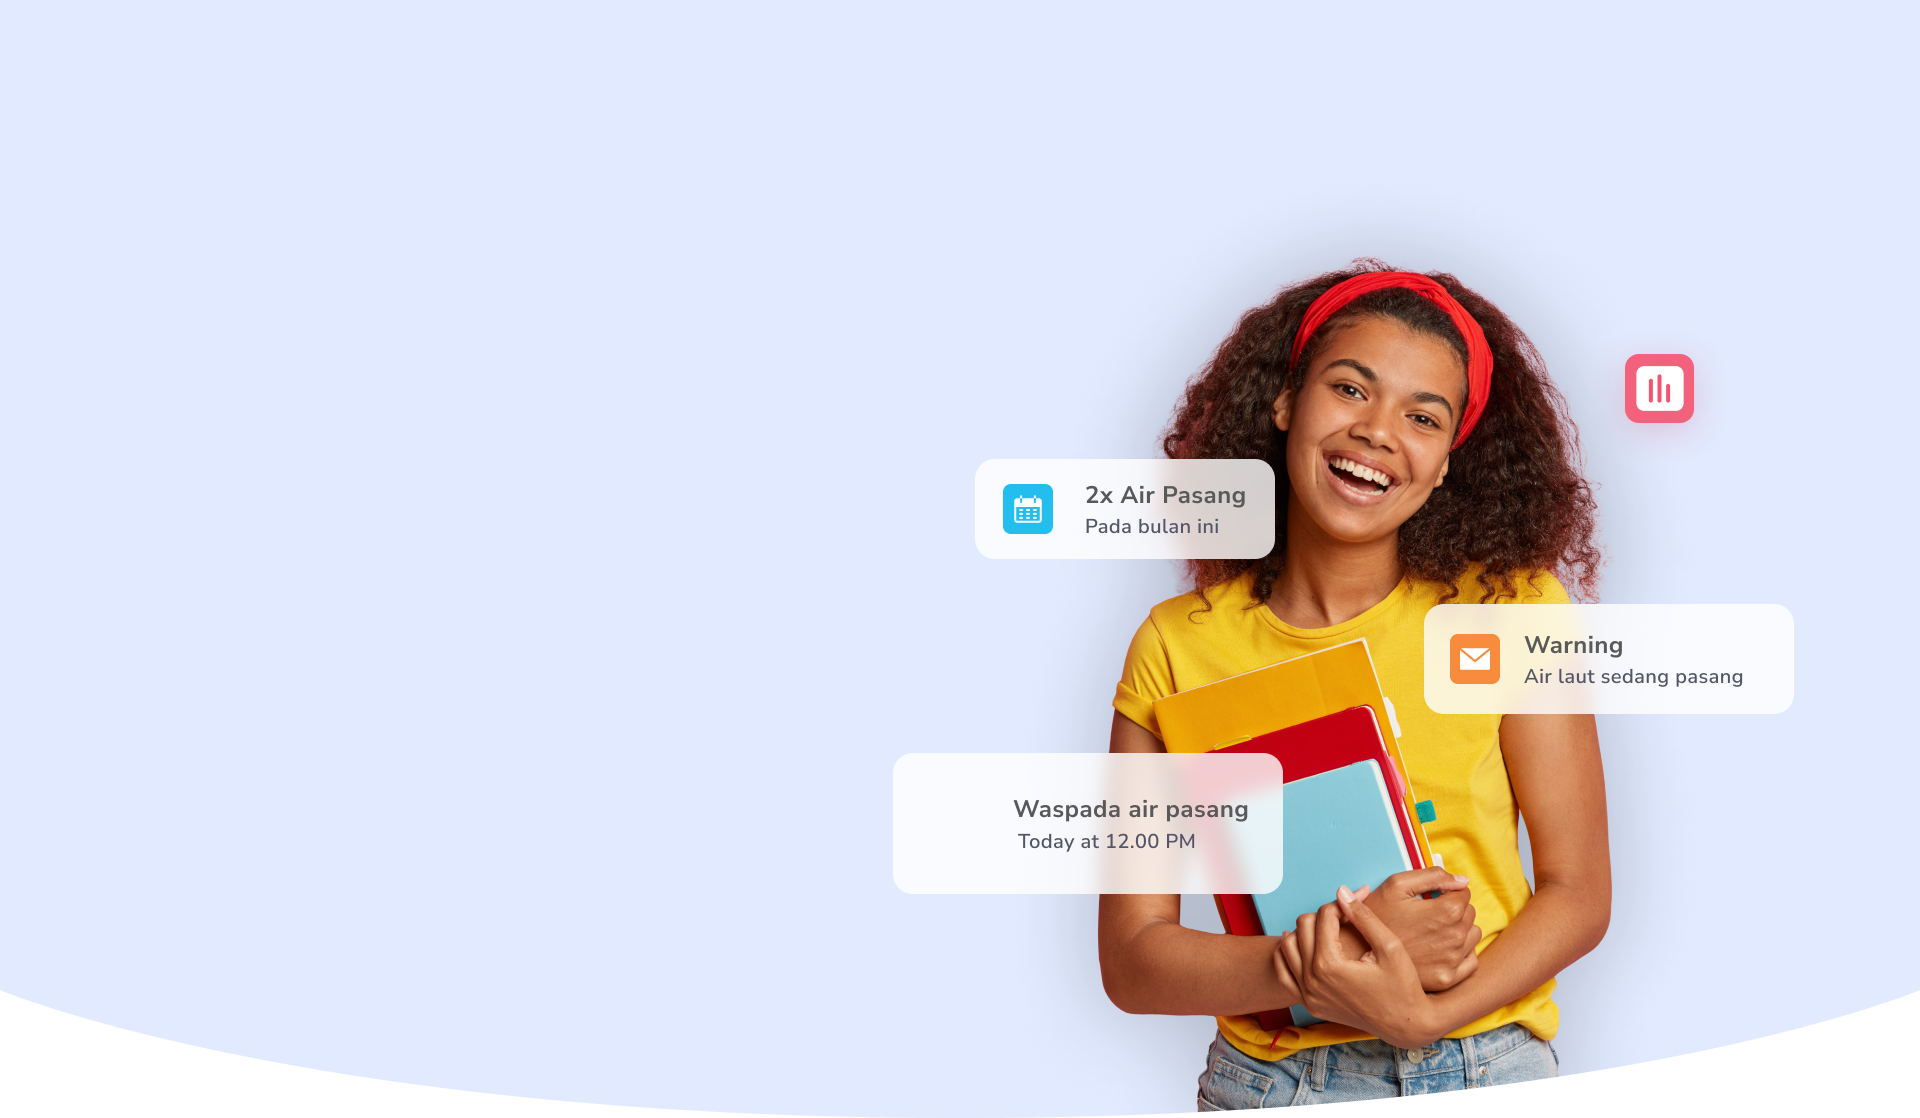 2x Air Pasang
Pada bulan ini
Warning
Air laut sedang pasang
Waspada air pasang
Today at 12.00 PM